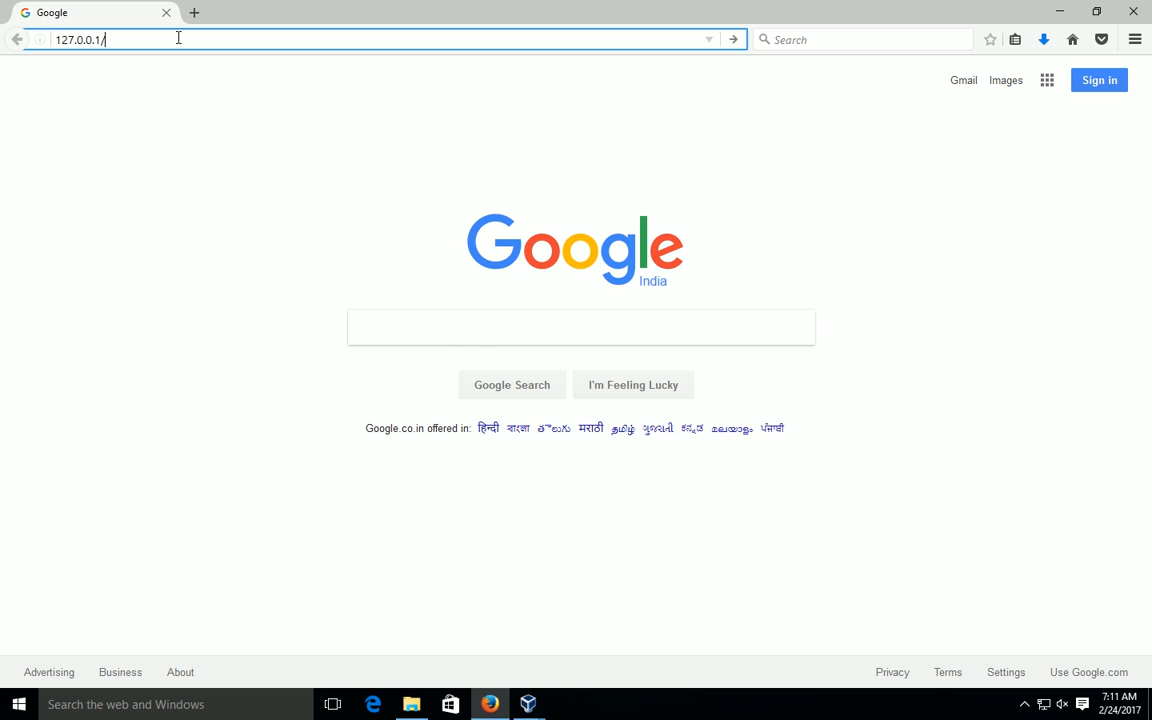 Google
127.0.0.1/
Search
Gmail Images Sign in
Google
India
Google Search I'm Feeling Lucky
Google.co.in offered in: हिन्दी বাংলা తెలుగు मराठी தமிழ் ગુજરાતી ಕನ್ನಡ മലയാളം ਪੰਜਾਬੀ
Advertising Business About Privacy Terms Settings Use Google.com
Search the web and Windows
7:11 AM
2/24/2017